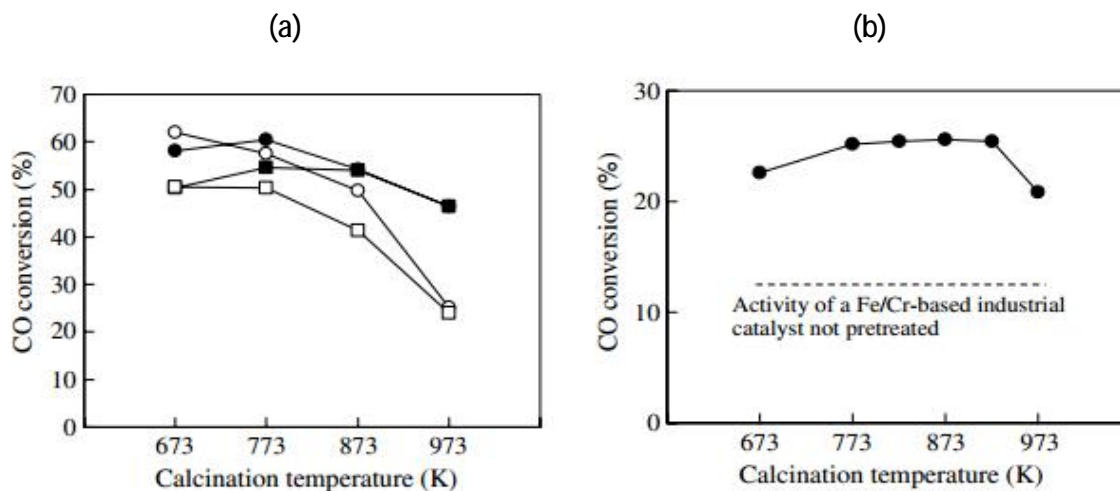 (a)
70
60
50
40
30
20
10
0
CO conversion (%)
673 773 873 973
Calcination temperature (K)
(b)
30
20
10
0
CO conversion (%)
Activity of a Fe/Cr-based industrial
catalyst not pretreated
673 773 873 973
Calcination temperature (K)